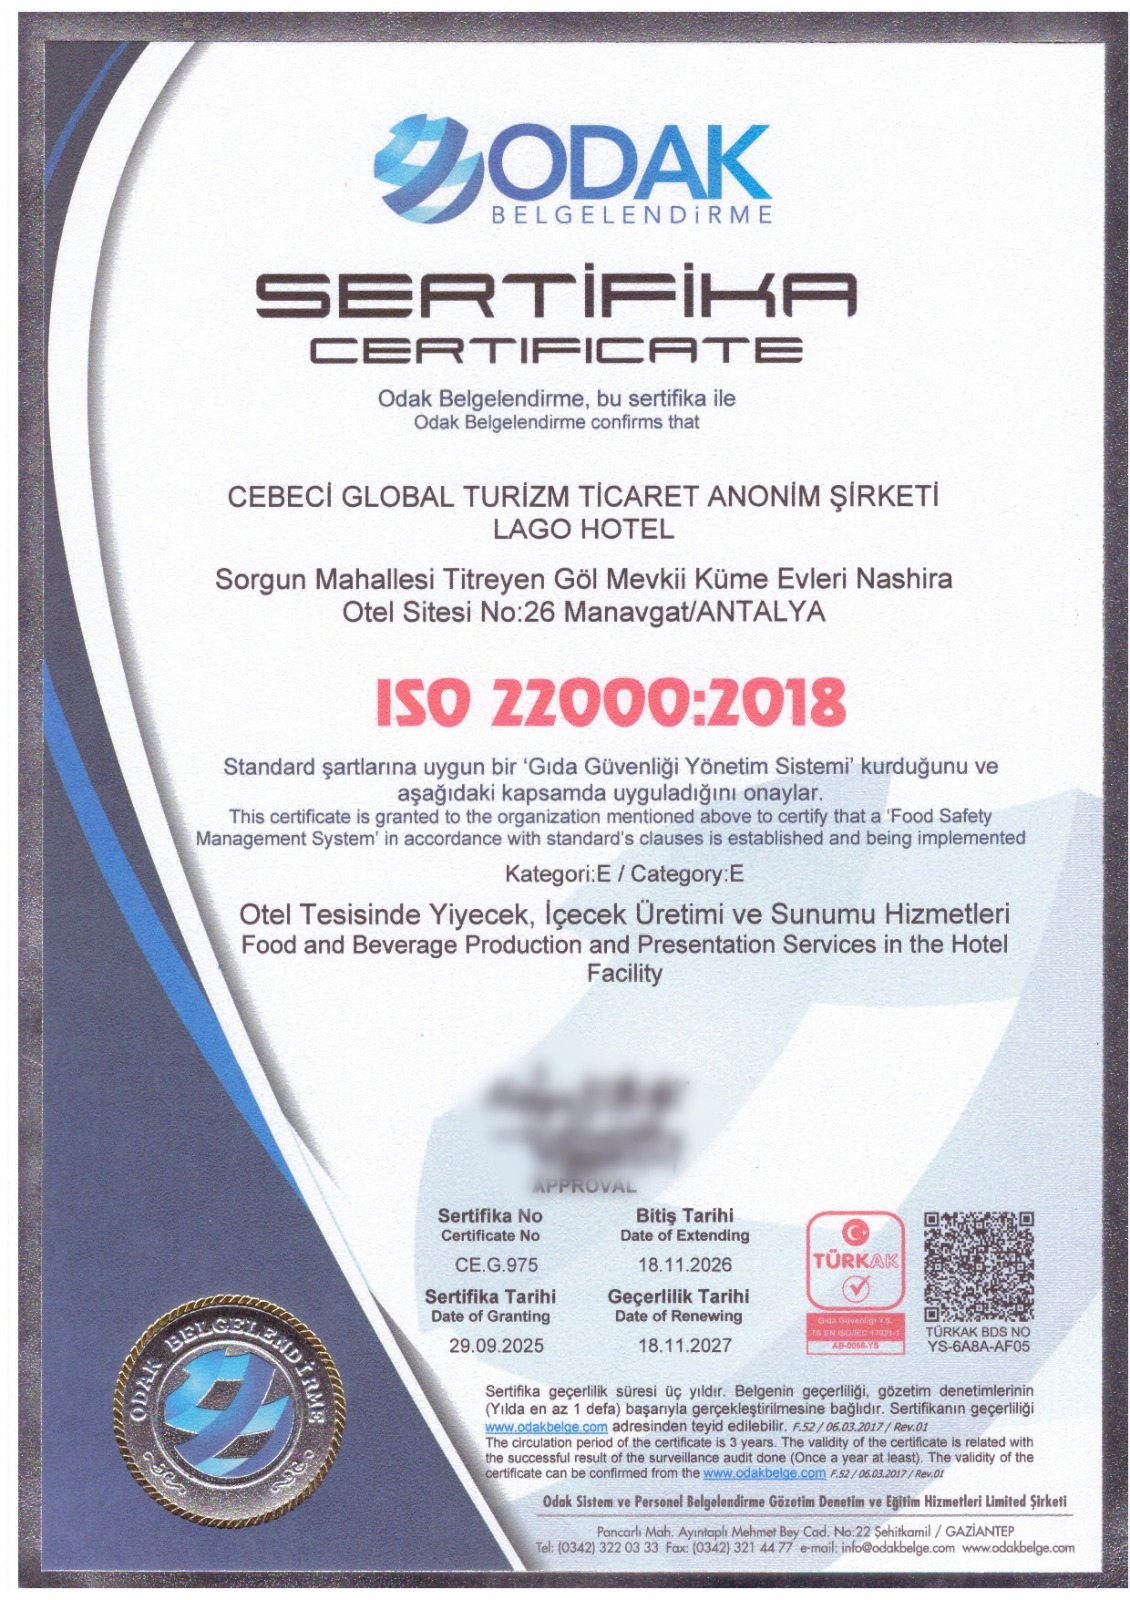 ODAK
BELGELENDİRME
SERTİFİKA
CERTIFICATE
Odak Belgelendirme, bu sertifika ile
Odak Belgelendirme confirms that
CEBECİ GLOBAL TURİZM TİCARET ANONİM ŞİRKETİ
LAGO HOTEL
Sorgun Mahallesi Titreyen Göl Mevkii Küme Evleri Nashira
Otel Sitesi No:26 Manavgat/ANTALYA
ISO 22000:2018
Standard şartlarına uygun bir ‘Gıda Güvenliği Yönetim Sistemi’ kurduğunu ve
aşağıdaki kapsamda uyguladığını onaylar.
This certificate is granted to the organization mentioned above to certify that a ‘Food Safety
Management System’ in accordance with standard's clauses is established and being implemented
Kategori:E / Category:E
Otel Tesisinde Yiyecek, İçecek Üretimi ve Sunumu Hizmetleri
Food and Beverage Production and Presentation Services in the Hotel
Facility
APPROVAL
Sertifika No
Certificate No
CE.G.975
Bitiş Tarihi
Date of Extending
18.11.2026
Sertifika Tarihi
Date of Granting
29.09.2025
Geçerlilik Tarihi
Date of Renewing
18.11.2027
TÜRKAK
Gıda Güvenliği Y.S.
TS EN ISO/IEC 17021-1
AB-0066-YS
TÜRKAK BDS NO
YS-6A8A-AF05
ODAK BELGELENDİRME
Sertifika geçerlilik süresi üç yıldır. Belgenin geçerliliği, gözetim denetimlerinin
(Yılda en az 1 defa) başarıyla gerçekleştirilmesine bağlıdır. Sertifikanın geçerliliği
www.odakbelge.com adresinden teyid edilebilir. F.52 / 06.03.2017 / Rev.01
The circulation period of the certificate is 3 years. The validity of the certificate is related with
the successful result of the surveillance audit done (Once a year at least). The validity of the
certificate can be confirmed from the www.odakbelge.com F.52 / 06.03.2017 / Rev.01
Odak Sistem ve Personel Belgelendirme Gözetim Denetim ve Eğitim Hizmetleri Limited Şirketi
Pancarlı Mah. Ayıntaplı Mehmet Bey Cad. No:22 Şehitkamil / GAZİANTEP
Tel: (0342) 322 03 33 Fax: (0342) 321 44 77 e-mail: info@odakbelge.com www.odakbelge.com